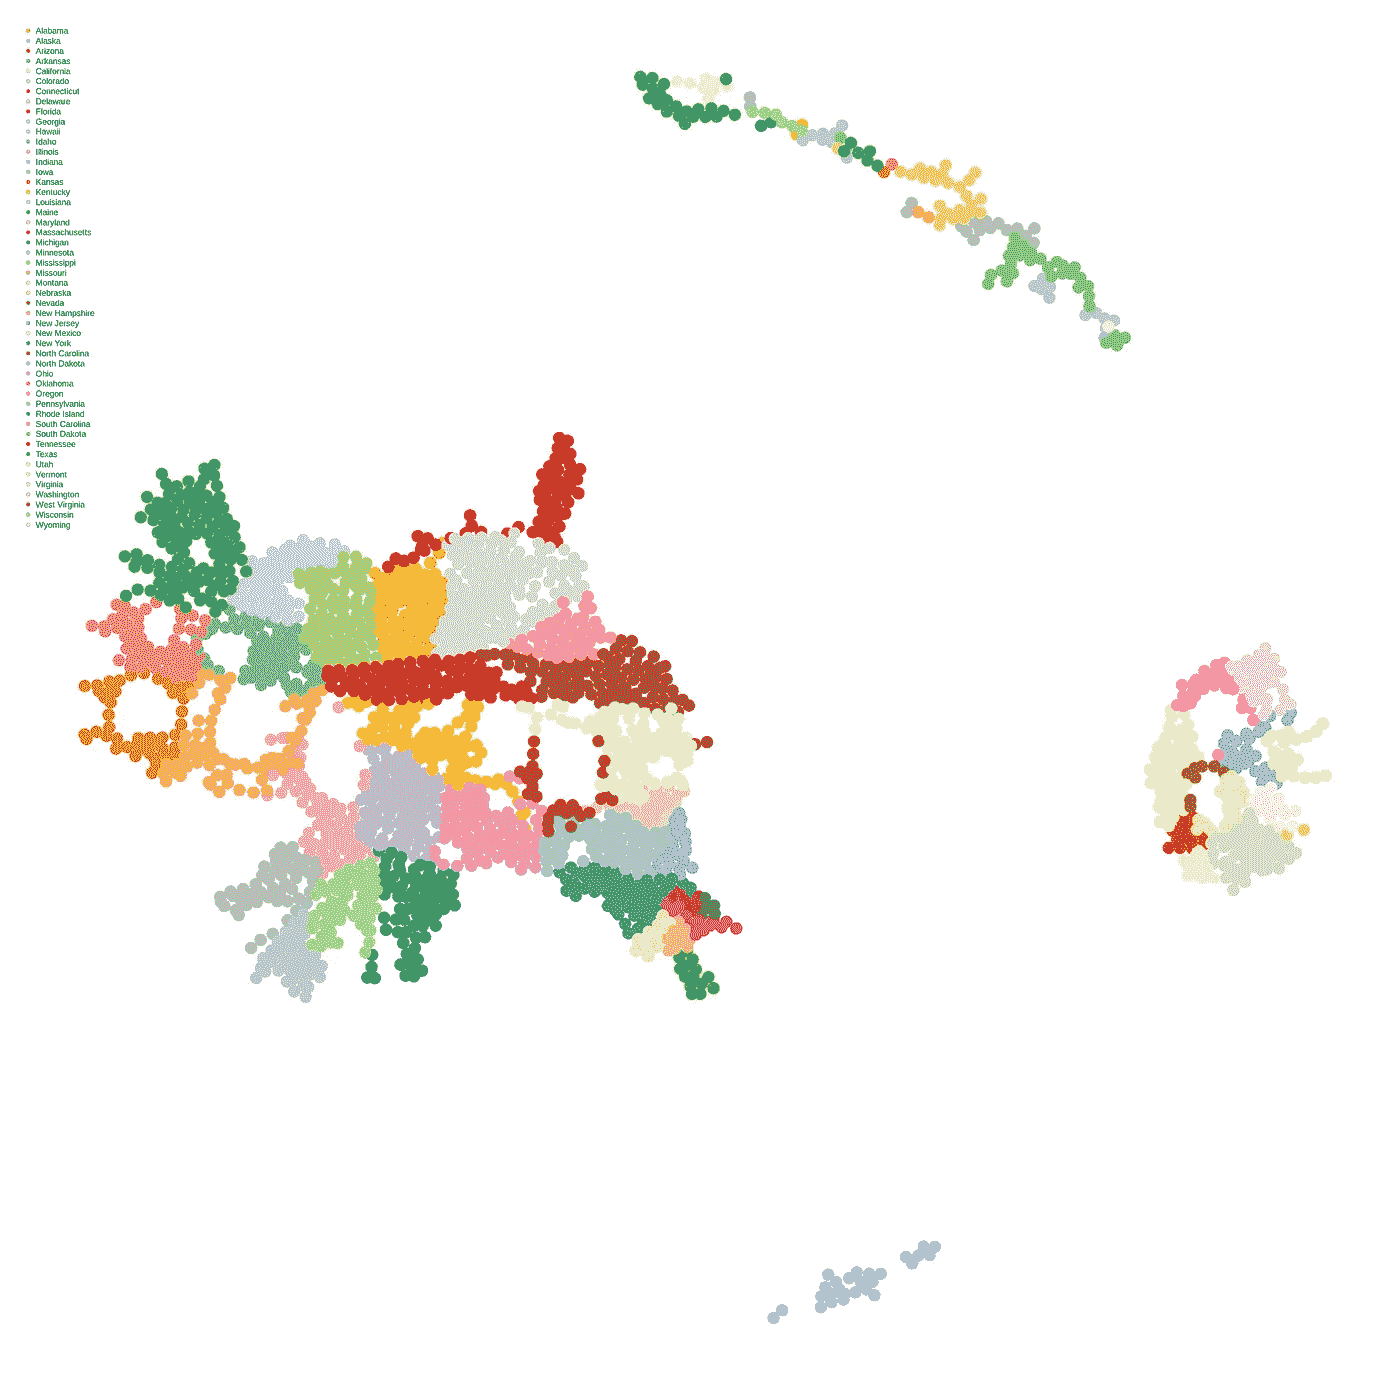 Alabama
Alaska
Arizona
Arkansas
California
Colorado
Connecticut
Delaware
Florida
Georgia
Hawaii
Idaho
Illinois
Indiana
Iowa
Kansas
Kentucky
Louisiana
Maine
Maryland
Massachusetts
Michigan
Minnesota
Mississippi
Missouri
Montana
Nebraska
Nevada
New Hampshire
New Jersey
New Mexico
New York
North Carolina
North Dakota
Ohio
Oklahoma
Oregon
Pennsylvania
Rhode Island
South Carolina
South Dakota
Tennessee
Texas
Utah
Vermont
Virginia
Washington
West Virginia
Wisconsin
Wyoming